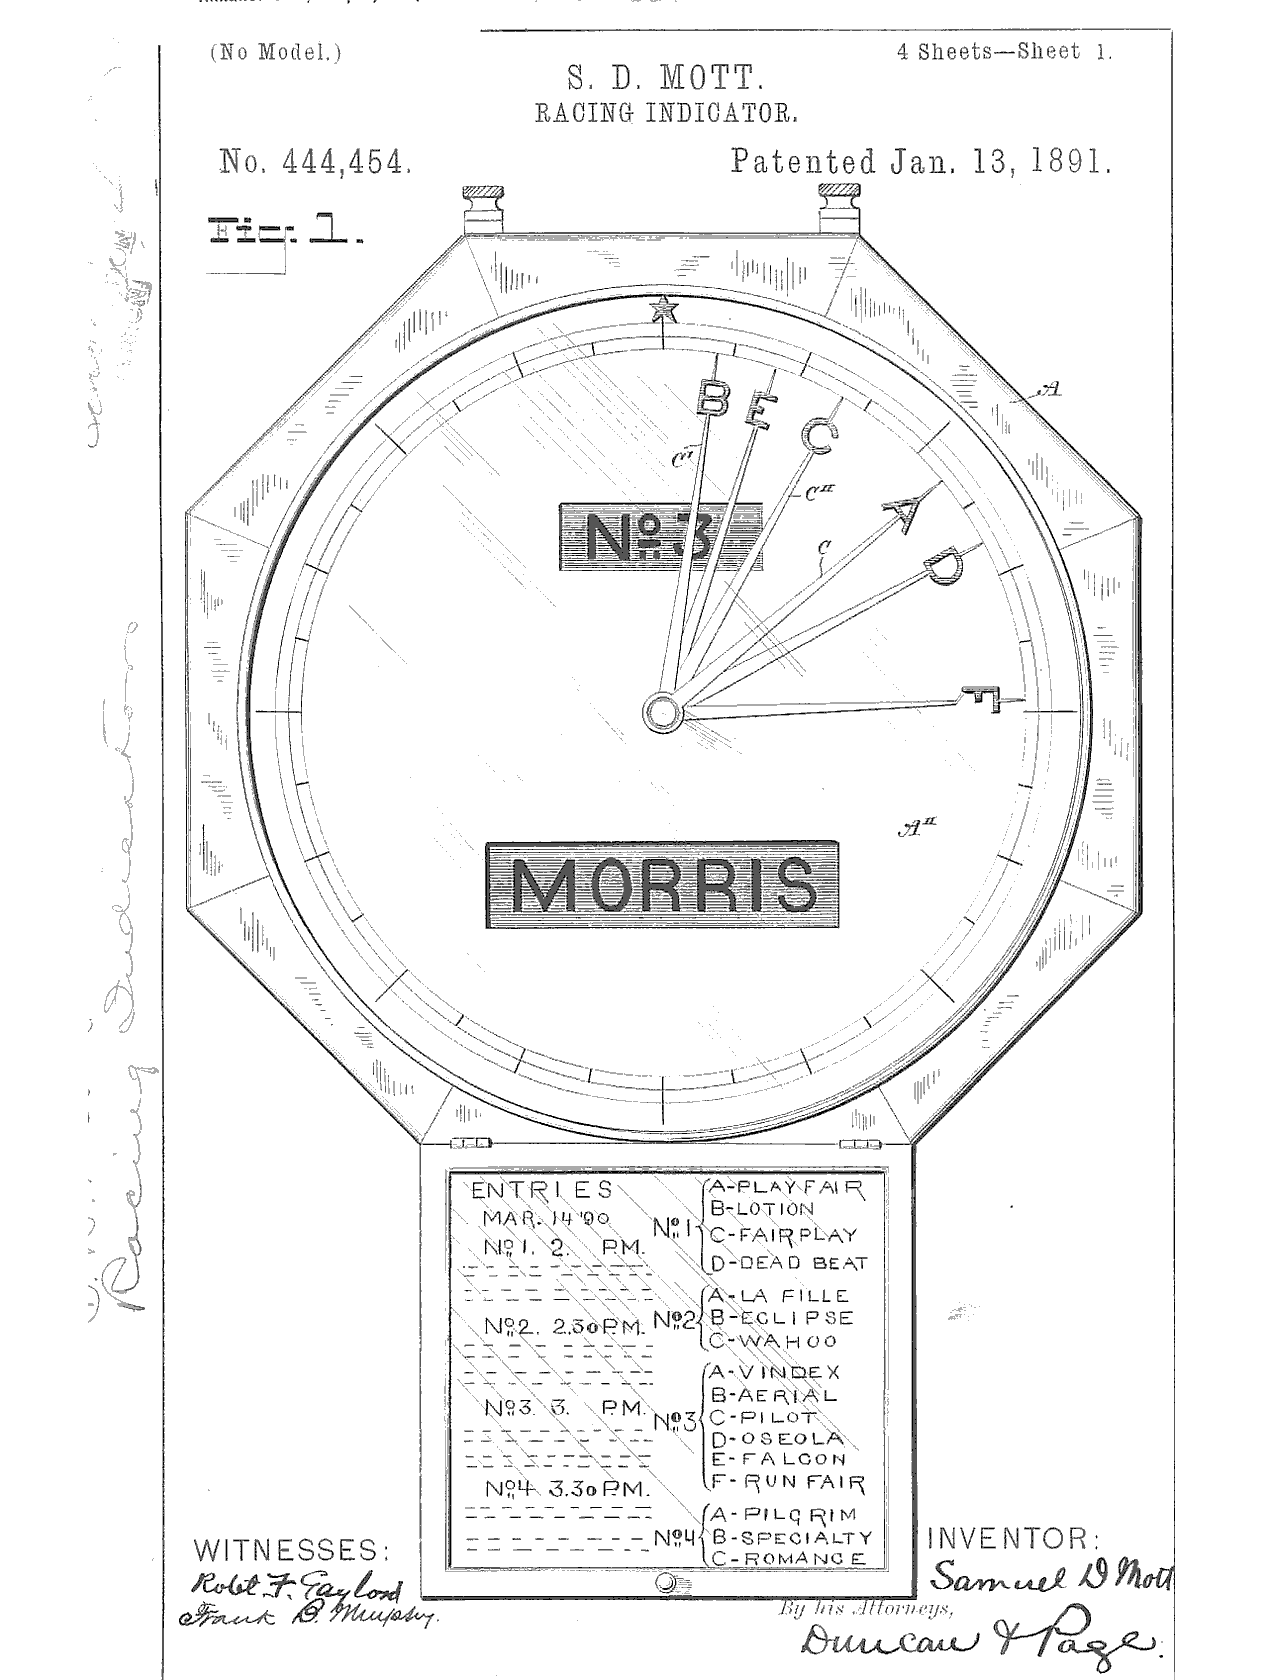 (No Model.)
4 Sheets—Sheet 1.
S. D. MOTT.
RACING INDICATOR.
No. 444,454.
Patented Jan. 13, 1891.
Fig. 1.
A
B E C
C'
C"
No 3
A
C
D
F
A"
MORRIS
Racing Indicator
ENTRIES
MAR. 14 '90
No 1. 2. P.M.
No 2. 2.30 P.M.
No 3. 3. P.M.
No 4. 3.30 P.M.
No 1
A-PLAY FAIR
B-LOTION
C-FAIR PLAY
D-DEAD BEAT
No 2
A-LA FILLE
B-ECLIPSE
C-WAHOO
No 3
A-VINDEX
B-AERIAL
C-PILOT
D-OSEOLA
E-FALCON
F-RUN FAIR
No 4
A-PILGRIM
B-SPECIALTY
C-ROMANCE
WITNESSES:
Robt. F. Gaylord
Frank B. Murphy.
INVENTOR:
Samuel D Mott
By his Attorneys,
Duncan & Page.